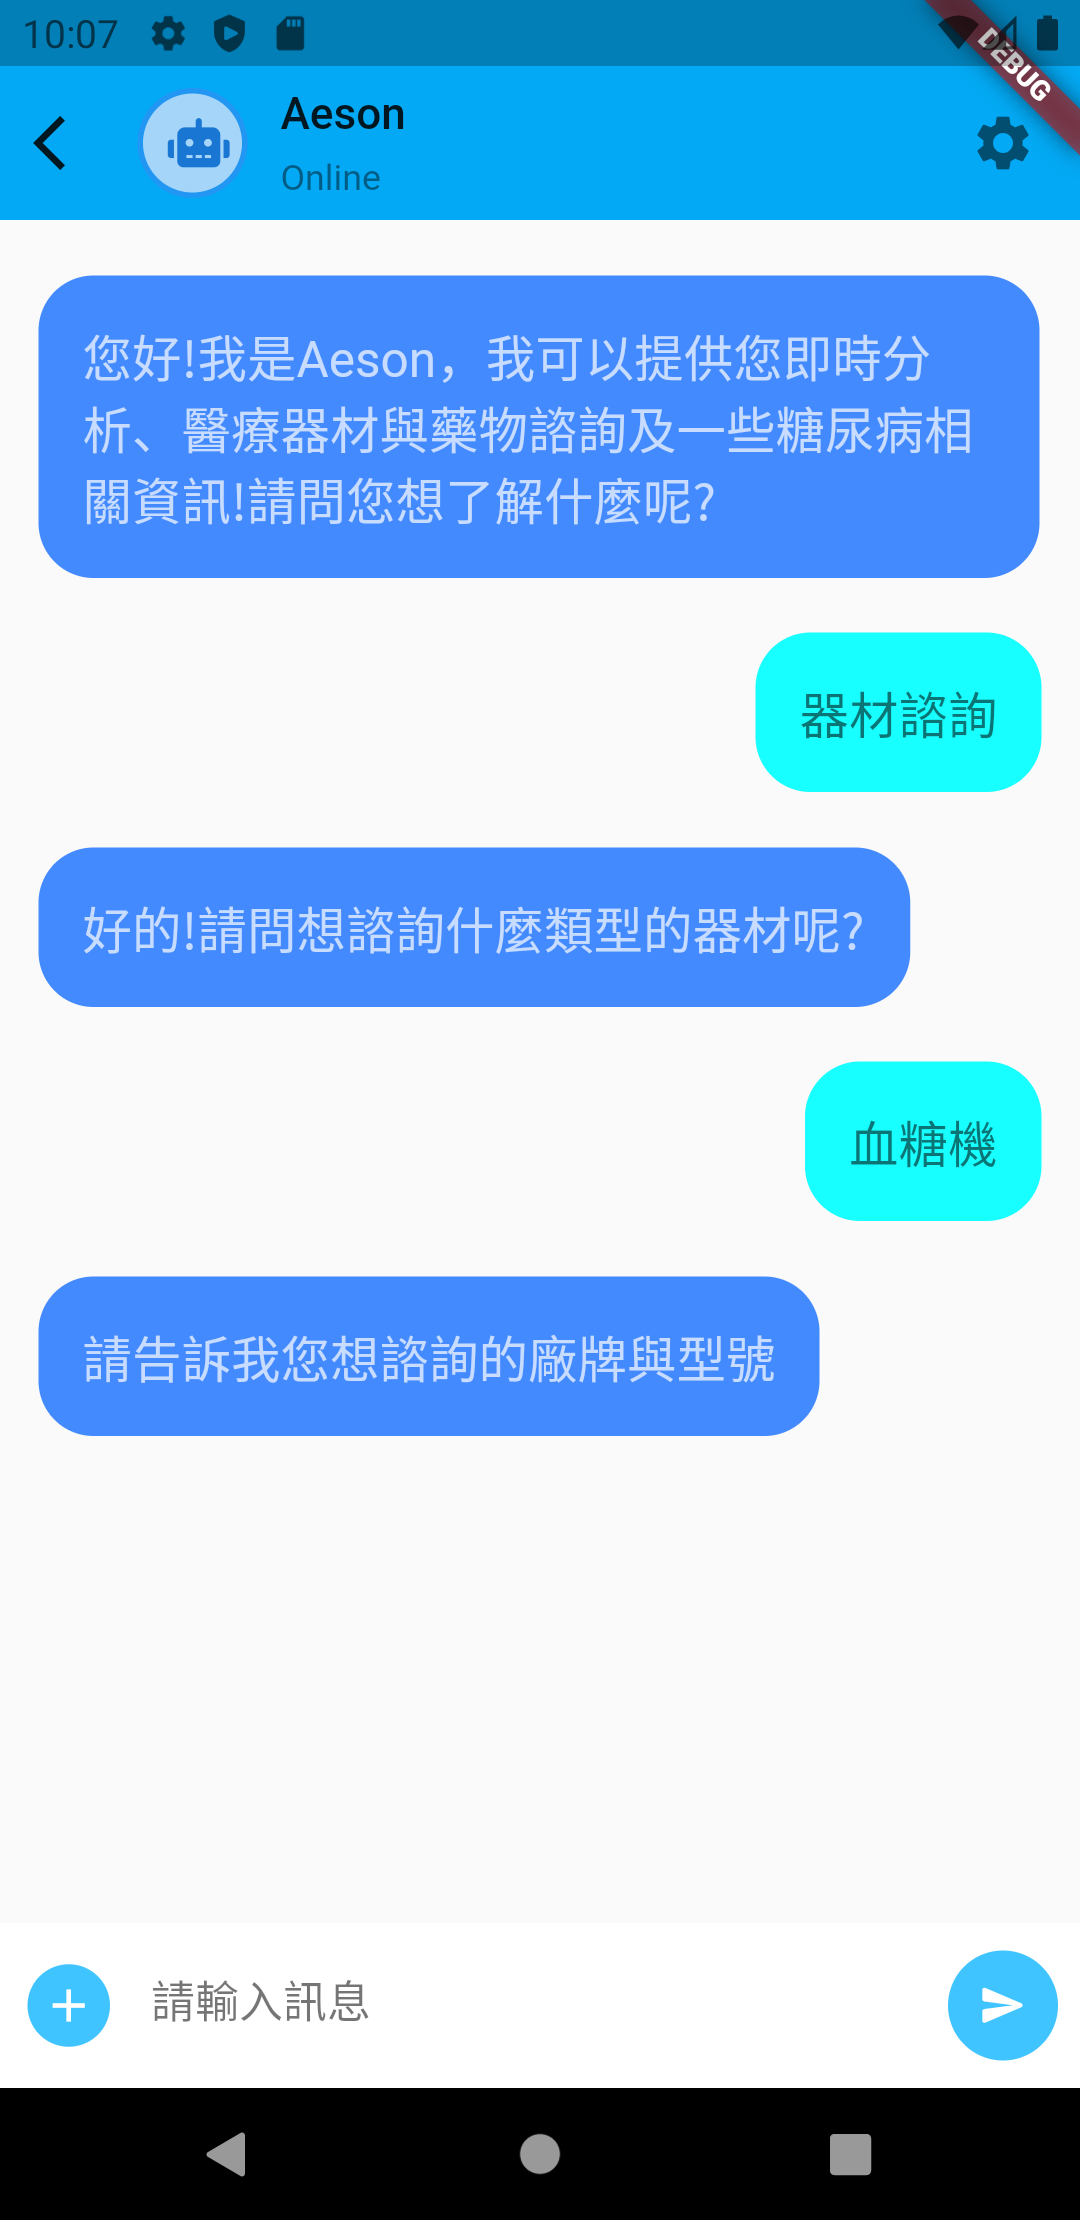 10:07
DEBUG
Aeson
Online
您好!我是Aeson，我可以提供您即時分
析、醫療器材與藥物諮詢及一些糖尿病相
關資訊!請問您想了解什麼呢?
器材諮詢
好的!請問想諮詢什麼類型的器材呢?
血糖機
請告訴我您想諮詢的廠牌與型號
請輸入訊息